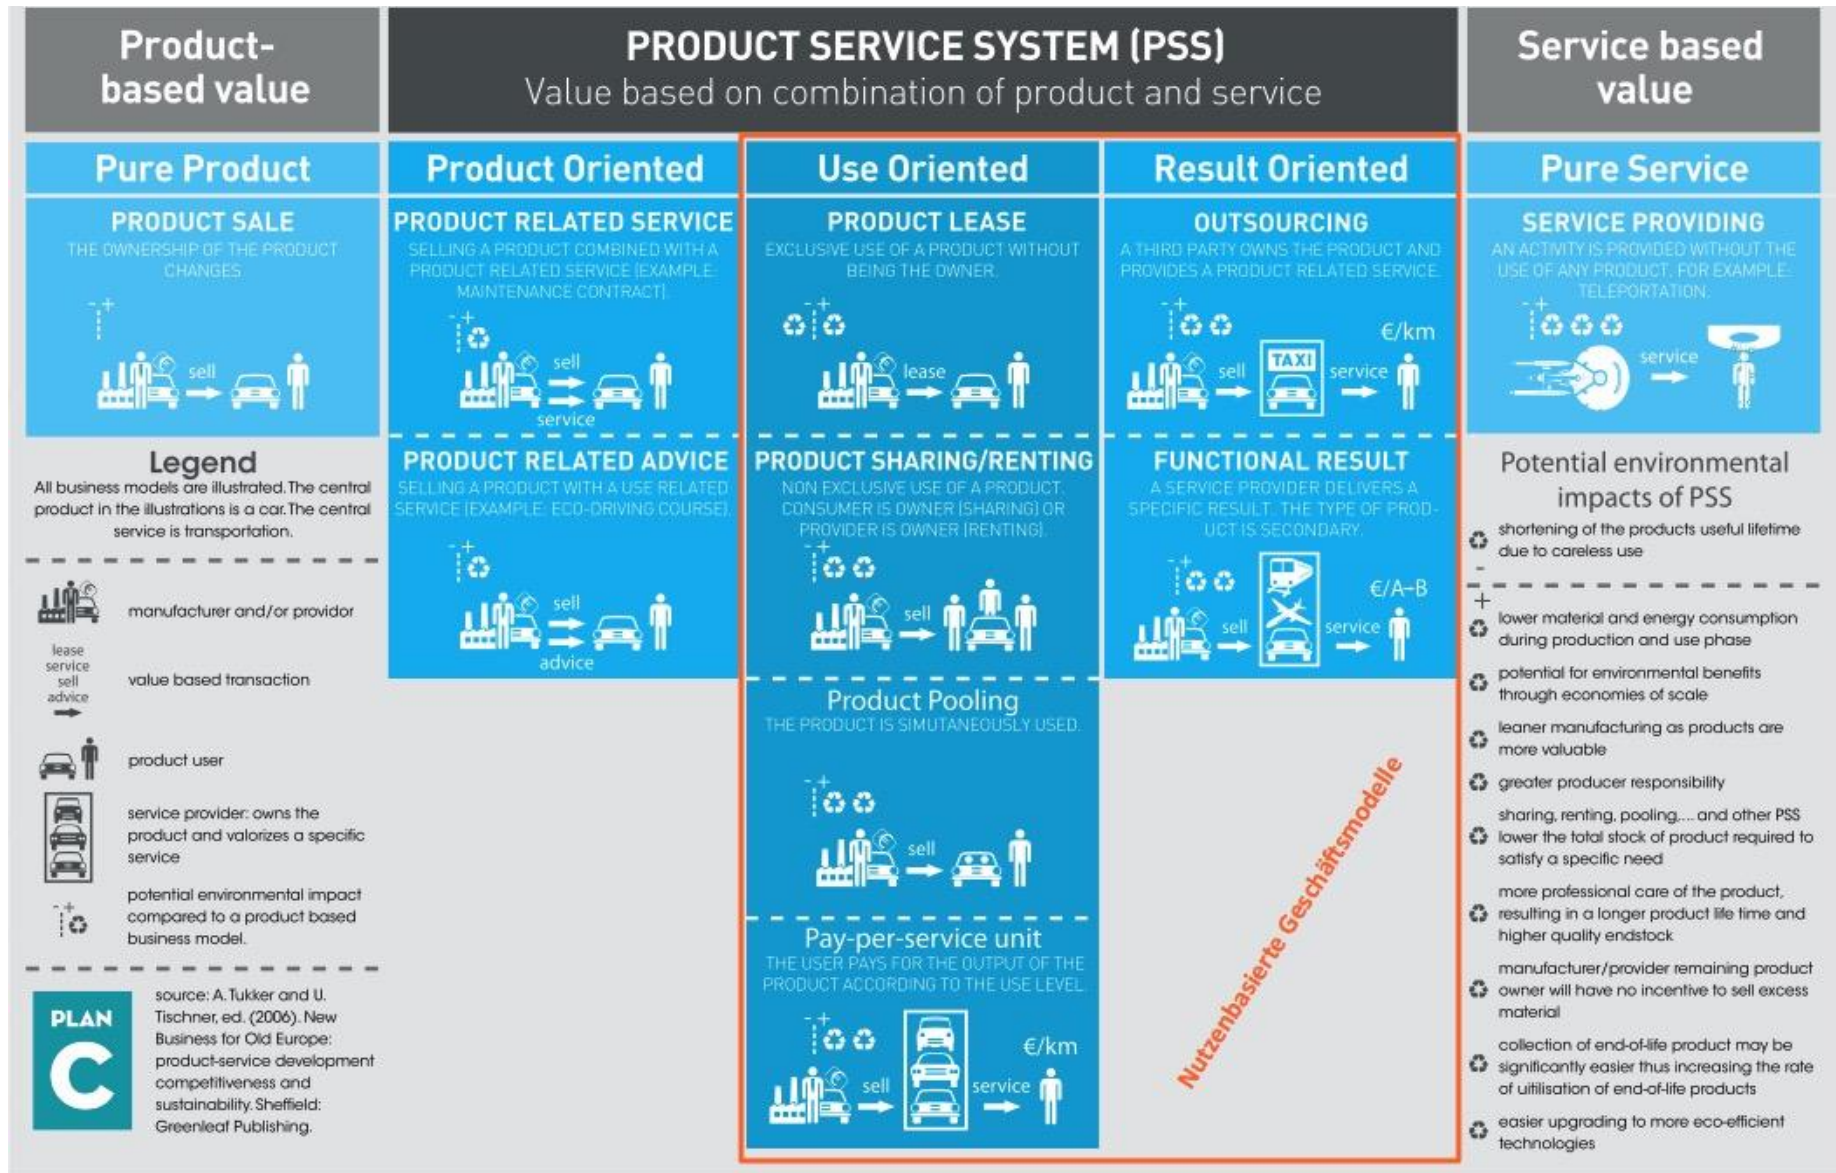 Product-
based value
PRODUCT SERVICE SYSTEM (PSS)
Value based on combination of product and service
Service based
value
Pure Product
PRODUCT SALE
THE OWNERSHIP OF THE PRODUCT
CHANGES
- +
sell
Product Oriented
PRODUCT RELATED SERVICE
SELLING A PRODUCT COMBINED WITH A
PRODUCT RELATED SERVICE (EXAMPLE:
MAINTENANCE CONTRACT).
- +
sell
service
PRODUCT RELATED ADVICE
SELLING A PRODUCT WITH A USE RELATED
SERVICE (EXAMPLE: ECO-DRIVING COURSE).
- +
sell
advice
Use Oriented
PRODUCT LEASE
EXCLUSIVE USE OF A PRODUCT WITHOUT
BEING THE OWNER.
- +
lease
PRODUCT SHARING/RENTING
NON EXCLUSIVE USE OF A PRODUCT.
CONSUMER IS OWNER (SHARING) OR
PROVIDER IS OWNER (RENTING).
- +
sell
Product Pooling
THE PRODUCT IS SIMUTANEOUSLY USED.
- +
sell
Pay-per-service unit
THE USER PAYS FOR THE OUTPUT OF THE
PRODUCT ACCORDING TO THE USE LEVEL.
- +
€/km
sell
service
Result Oriented
OUTSOURCING
A THIRD PARTY OWNS THE PRODUCT AND
PROVIDES A PRODUCT RELATED SERVICE.
- +
€/km
TAXI
sell
service
FUNCTIONAL RESULT
A SERVICE PROVIDER DELIVERS A
SPECIFIC RESULT. THE TYPE OF PROD-
UCT IS SECONDARY.
- +
€/A-B
sell
service
Nutzenbasierte Geschäftsmodelle
Pure Service
SERVICE PROVIDING
AN ACTIVITY IS PROVIDED WITHOUT THE
USE OF ANY PRODUCT, FOR EXAMPLE:
TELEPORTATION.
- +
service
Legend
All business models are illustrated. The central
product in the illustrations is a car. The central
service is transportation.
manufacturer and/or providor
lease
service
sell
advice
value based transaction
product user
service provider: owns the
product and valorizes a specific
service
- +
potential environmental impact
compared to a product based
business model.
PLAN
C
source: A. Tukker and U.
Tischner, ed. (2006). New
Business for Old Europe:
product-service development
competitiveness and
sustainability. Sheffield:
Greenleaf Publishing.
Potential environmental
impacts of PSS
shortening of the products useful lifetime
due to careless use
-
+
lower material and energy consumption
during production and use phase
potential for environmental benefits
through economies of scale
leaner manufacturing as products are
more valuable
greater producer responsibility
sharing, renting, pooling,... and other PSS
lower the total stock of product required to
satisfy a specific need
more professional care of the product,
resulting in a longer product life time and
higher quality endstock
manufacturer/provider remaining product
owner will have no incentive to sell excess
material
collection of end-of-life product may be
significantly easier thus increasing the rate
of uitilisation of end-of-life products
easier upgrading to more eco-efficient
technologies